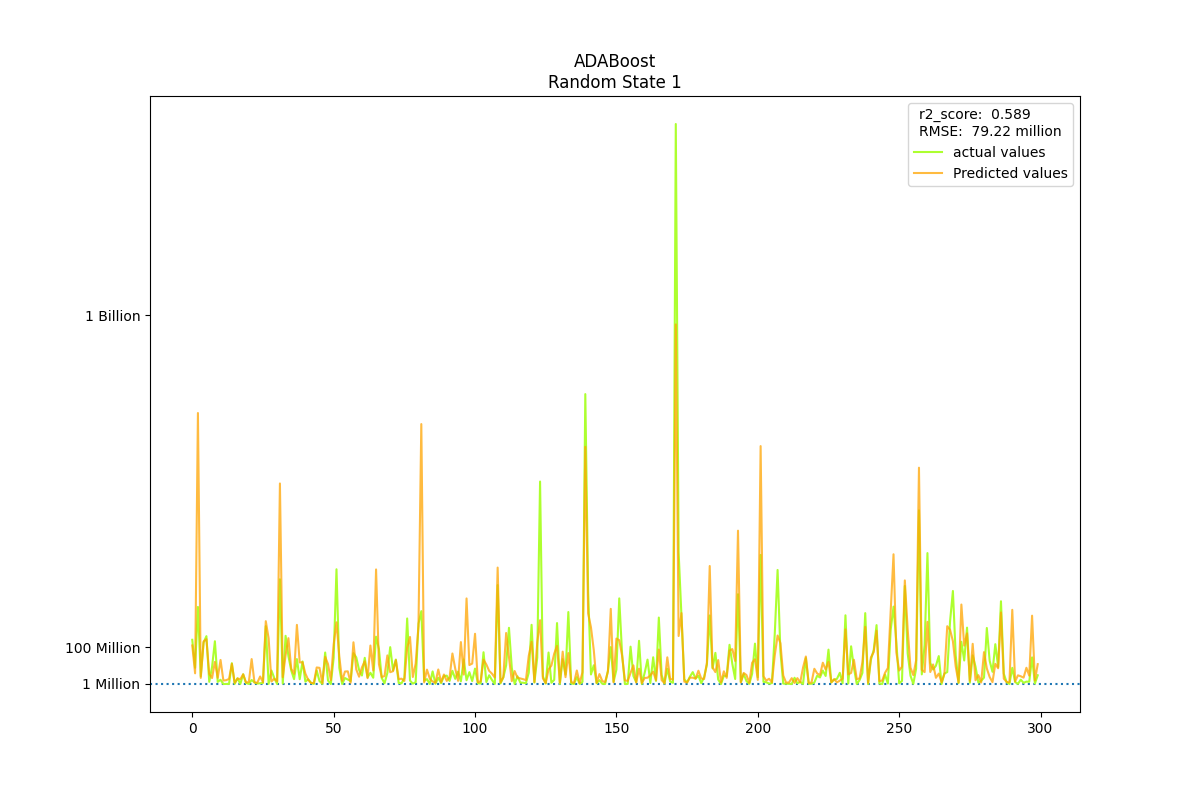 ADABoost
Random State 1
r2_score:  0.589
RMSE:  79.22 million
actual values
Predicted values
1 Billion
100 Million
1 Million
0
50
100
150
200
250
300